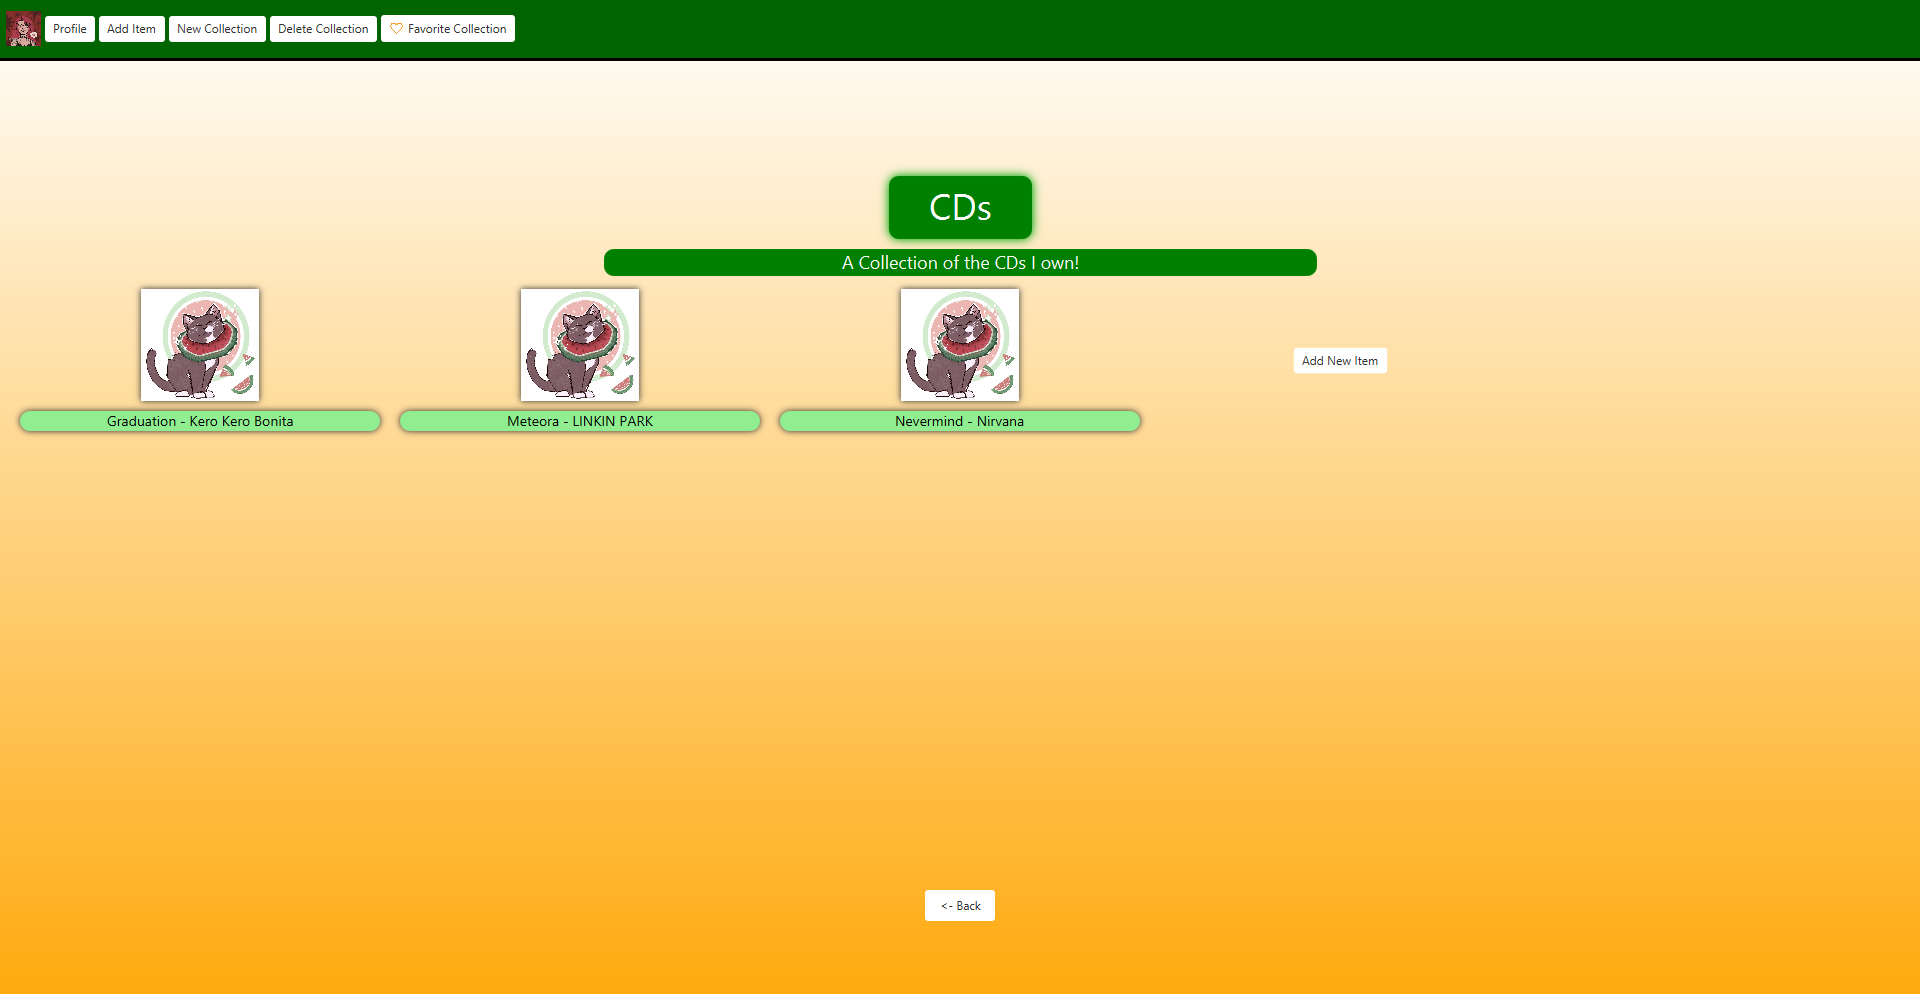 Profile Add Item New Collection Delete Collection Favorite Collection
CDs
A Collection of the CDs I own!
Add New Item
Graduation - Kero Kero Bonita
Meteora - LINKIN PARK
Nevermind - Nirvana
<- Back